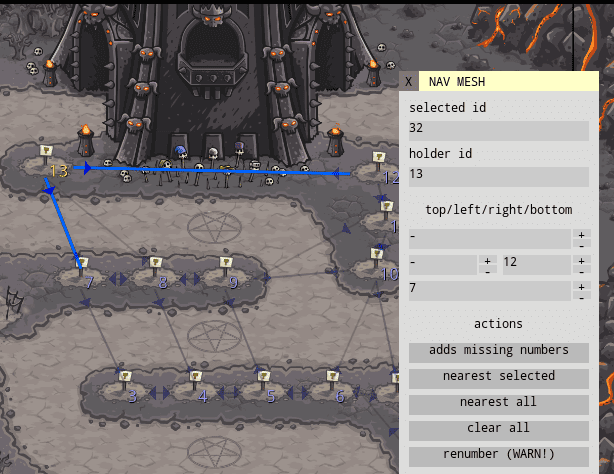 X NAV MESH
selected id
32
holder id
13
top/left/right/bottom
- + -
- + - 12 + -
7 + -
actions
adds missing numbers
nearest selected
nearest all
clear all
renumber (WARN!)
13
12
1
10
7 8 9
3 4 5 6